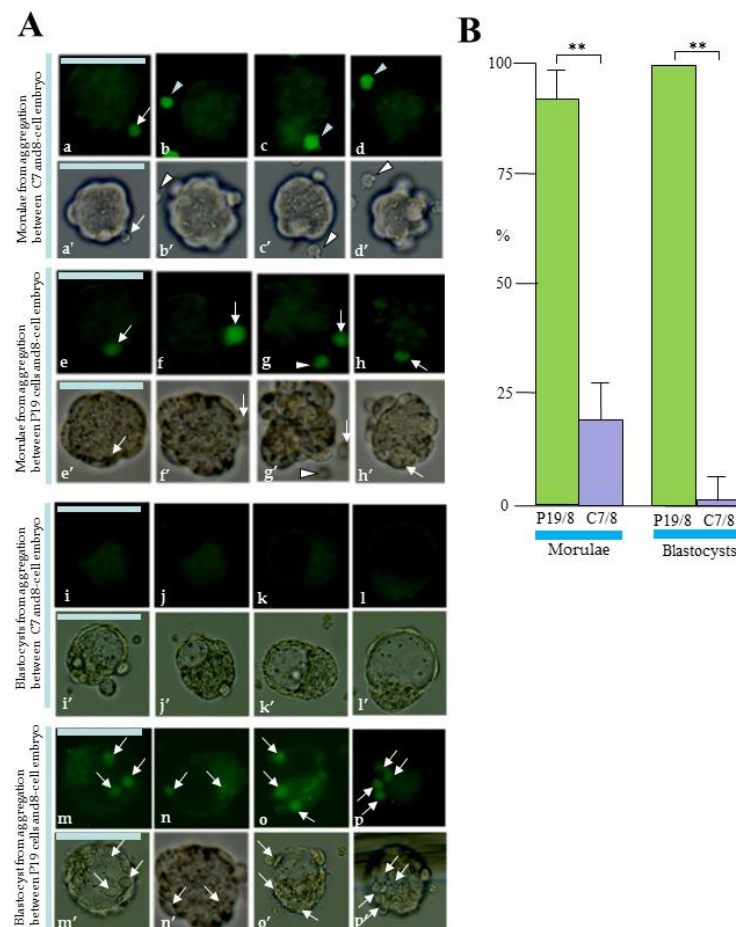 A
Morulae from aggregation
between C7 and8-cell embryo
a
b
c
d
a'
b'
c'
d'
Morulae from aggregation
between P19 cells and8-cell embryo
e
f
g
h
e'
f'
g'
h'
Blastocysts from aggregation
between C7 and8-cell embryo
i
j
k
l
i'
j'
k'
l'
Blastocyst from aggregation
between P19 cells and8-cell embryo
m
n
o
p
m'
n'
o'
p'
B
** **
100
75
%
50
25
0
P19/8 C7/8 P19/8 C7/8
Morulae Blastocysts